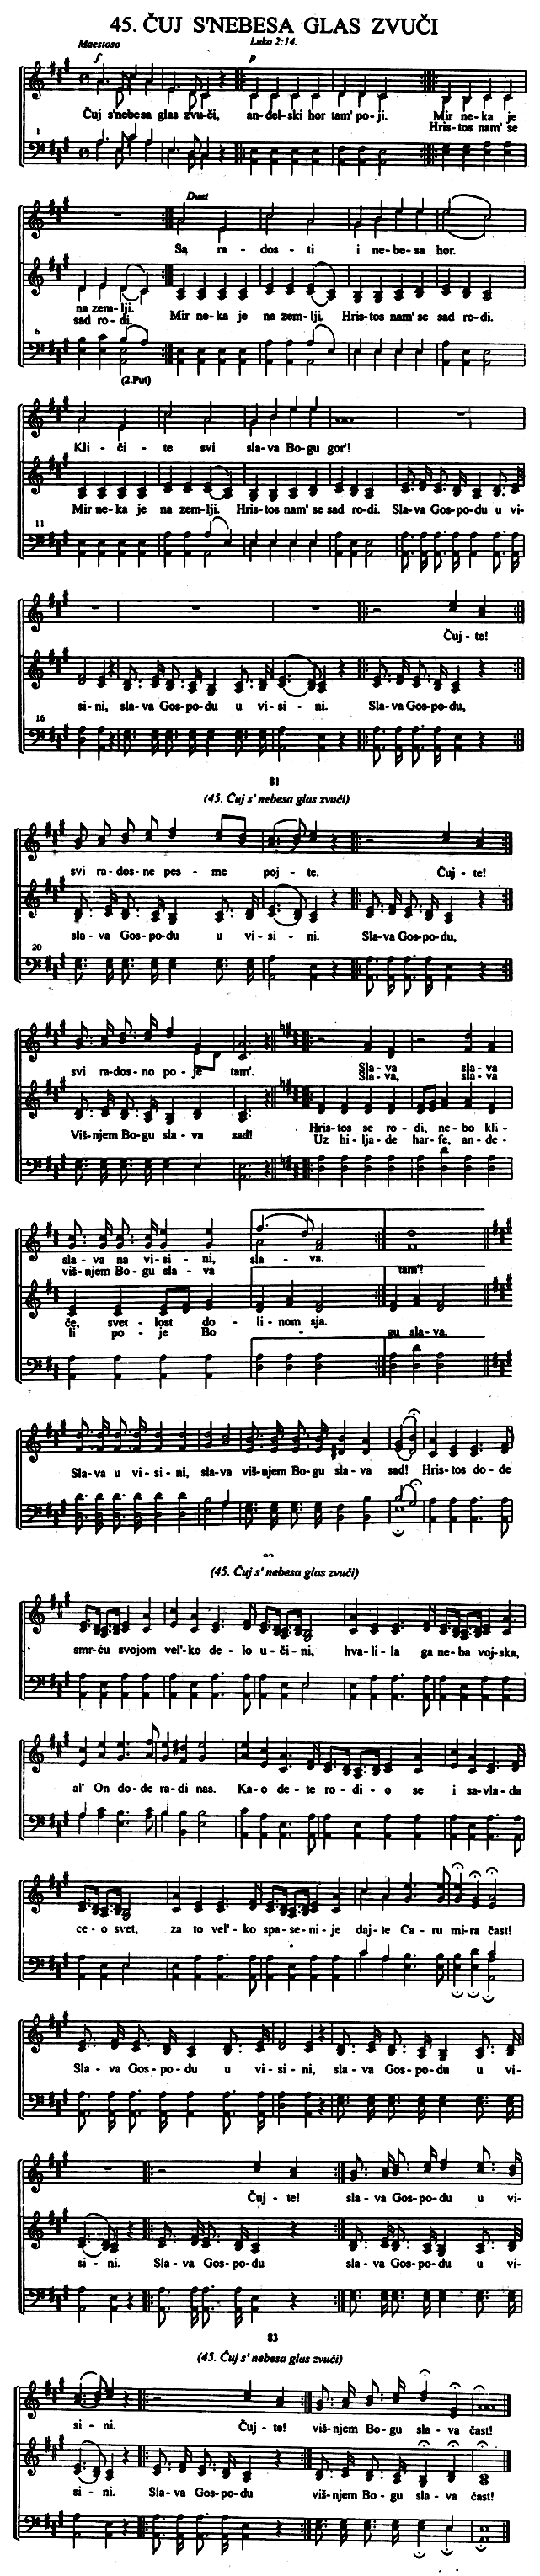 45. ČUJ S'NEBESA GLAS ZVUČI
Maestoso
Luka 2:14.
f
p
Čuj s'nebesa glas zvu-či, an-đel-ski hor tam' po-ji. Mir ne-ka je
Hris-tos nam' se
1
Duet
Sa ra-dos-ti i ne-be-sa hor.
na zem-lji. Mir ne-ka je na zem-lji. Hris-tos nam' se sad ro-di.
sad ro-di.
6
(2.Put)
Kli-či-te svi sla-va Bo-gu gor'!
Mir ne-ka je na zem-lji. Hris-tos nam' se sad ro-di. Sla-va Gos-po-du u vi-
11
Čuj-te!
si-ni, sla-va Gos-po-du u vi-si-ni. Sla-va Gos-po-du,
16
81
(45. Čuj s' nebesa glas zvuči)
svi ra-dos-ne pes-me poj-te. Čuj-te!
sla-va Gos-po-du u vi-si-ni. Sla-va Gos-po-du,
20
svi ra-dos-no po-je tam'. Sla-va sla-va
Sla-va, sla-va
Viš-njem Bo-gu sla-va sad! Hris-tos se ro-di, ne-bo kli-
Uz hi-lja-de har-fe, an-đe-
sla-va na vi-si-ni, sla-va.
viš-njem Bo-gu sla-va tam'!
če, svet-lost do-li-nom sja.
li po-je Bo-gu sla-va.
Sla-va u vi-si-ni, sla-va viš-njem Bo-gu sla-va sad! Hris-tos do-đe
(45. Čuj s' nebesa glas zvuči)
smr-ću svojom vel'-ko de-lo u-či-ni, hva-li-la ga ne-ba voj-ska,
al' On do-đe ra-di nas. Ka-o de-te ro-di-o se i sa-vla-da
ce-o svet, za to vel'-ko spa-se-ni-je daj-te Ca-ru mi-ra čast!
Sla-va Gos-po-du u vi-si-ni, sla-va Gos-po-du u vi-
Čuj-te! sla-va Gos-po-du u vi-
si-ni. Sla-va Gos-po-du sla-va Gos-po-du u vi-
83
(45. Čuj s' nebesa glas zvuči)
si-ni. Čuj-te! viš-njem Bo-gu sla-va čast!
si-ni. Sla-va Gos-po-du viš-njem Bo-gu sla-va čast!